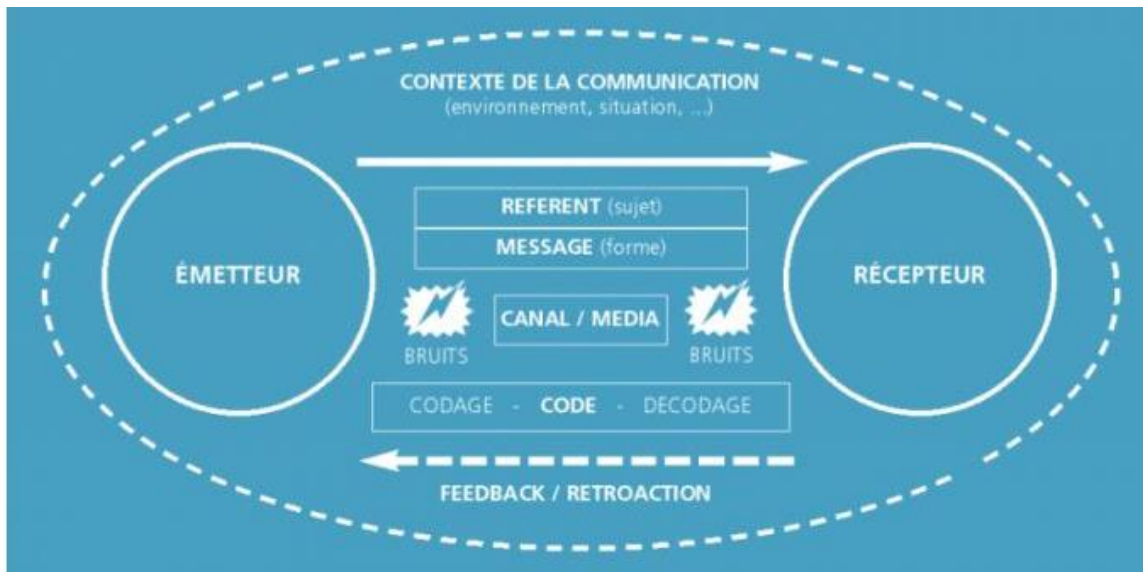 CONTEXTE DE LA COMMUNICATION
(environnement, situation, ...)
REFERENT (sujet)
MESSAGE (forme)
ÉMETTEUR
RÉCEPTEUR
CANAL / MEDIA
BRUITS
BRUITS
CODAGE - CODE - DECODAGE
FEEDBACK / RETROACTION